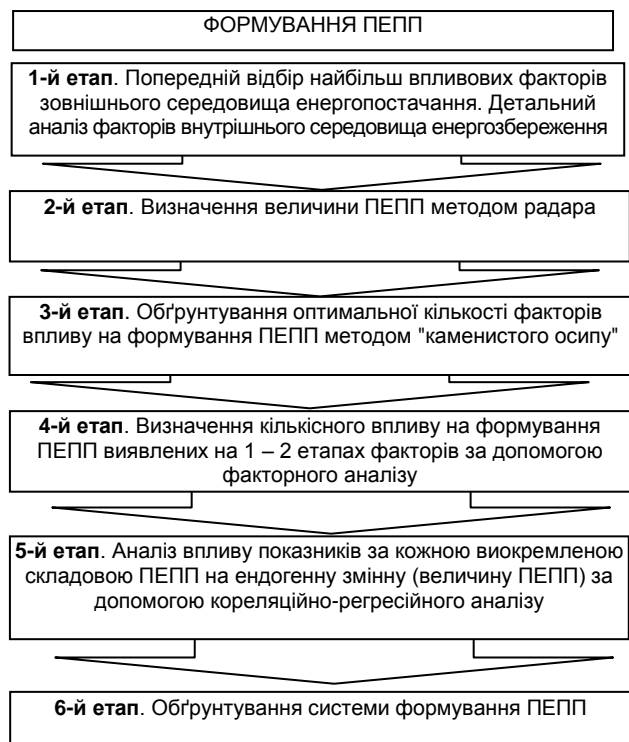 ФОРМУВАННЯ ПЕПП
1-й етап. Попередній відбір найбільш впливових факторів
зовнішнього середовища енергопостачання. Детальний
аналіз факторів внутрішнього середовища енергозбереження
2-й етап. Визначення величини ПЕПП методом радара
3-й етап. Обґрунтування оптимальної кількості факторів
впливу на формування ПЕПП методом "каменистого осипу"
4-й етап. Визначення кількісного впливу на формування
ПЕПП виявлених на 1 – 2 етапах факторів за допомогою
факторного аналізу
5-й етап. Аналіз впливу показників за кожною виокремленою
складовою ПЕПП на ендогенну змінну (величину ПЕПП) за
допомогою кореляційно-регресійного аналізу
6-й етап. Обґрунтування системи формування ПЕПП